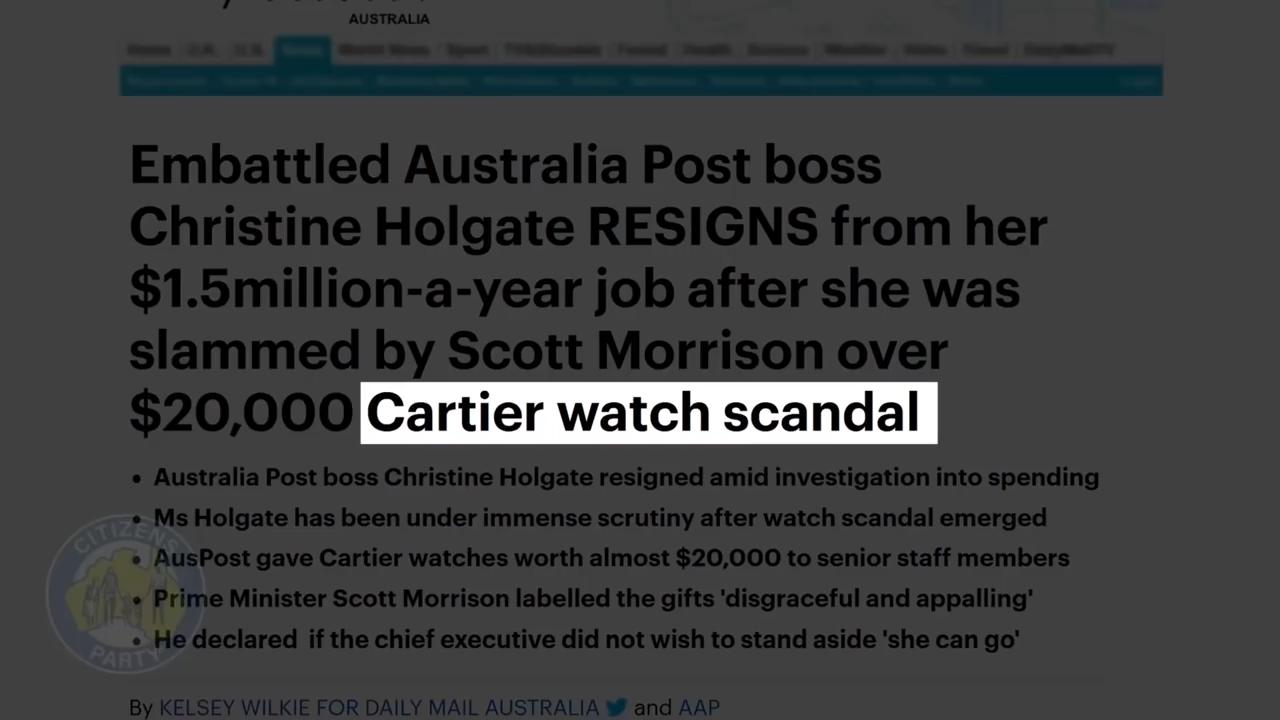 AUSTRALIA
Embattled Australia Post boss
Christine Holgate RESIGNS from her
$1.5million-a-year job after she was
slammed by Scott Morrison over
$20,000 Cartier watch scandal
• Australia Post boss Christine Holgate resigned amid investigation into spending
• Ms Holgate has been under immense scrutiny after watch scandal emerged
• AusPost gave Cartier watches worth almost $20,000 to senior staff members
• Prime Minister Scott Morrison labelled the gifts 'disgraceful and appalling'
• He declared if the chief executive did not wish to stand aside 'she can go'
CITIZENS
PARTY
By KELSEY WILKIE FOR DAILY MAIL AUSTRALIA and AAP